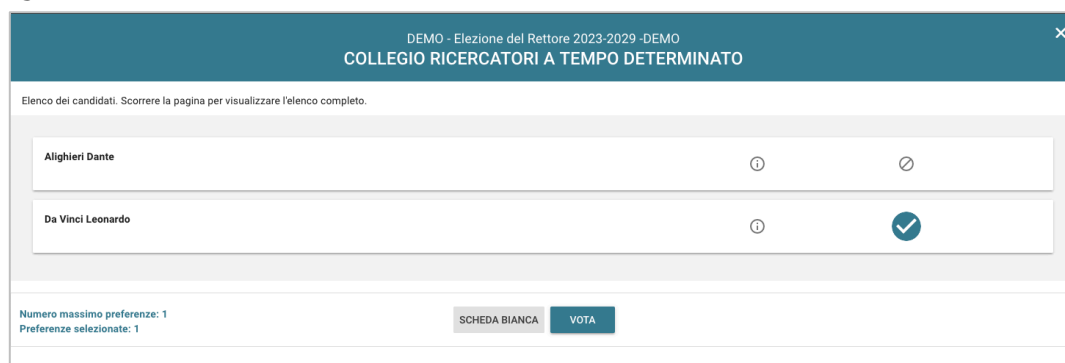 DEMO - Elezione del Rettore 2023-2029 -DEMO
COLLEGIO RICERCATORI A TEMPO DETERMINATO
Elenco dei candidati. Scorrere la pagina per visualizzare l'elenco completo.
Alighieri Dante
Da Vinci Leonardo
Numero massimo preferenze: 1
Preferenze selezionate: 1
SCHEDA BIANCA
VOTA